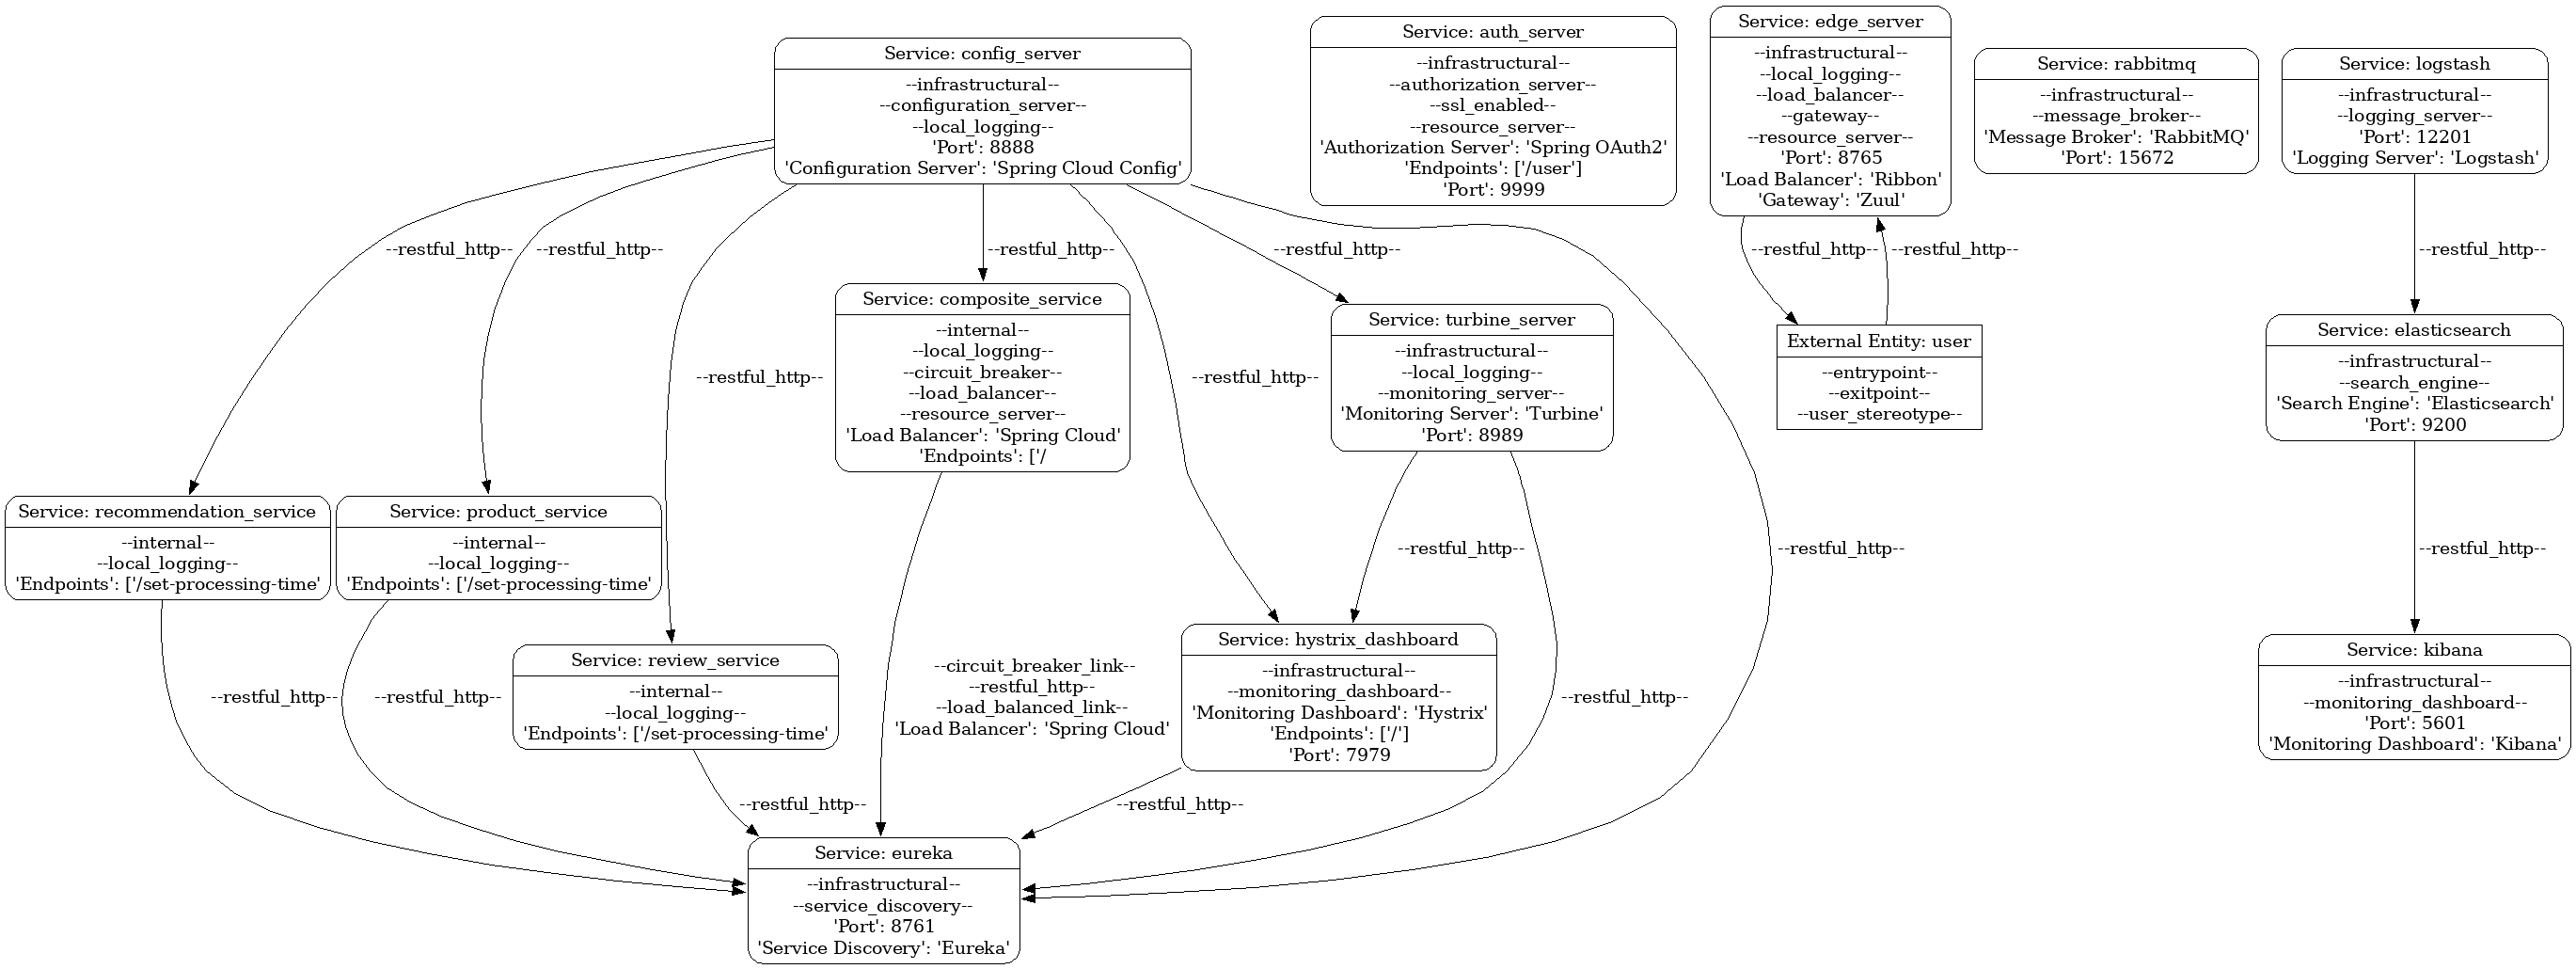 Service: config_server
--infrastructural--
--configuration_server--
--local_logging--
'Port': 8888
'Configuration Server': 'Spring Cloud Config'
Service: auth_server
--infrastructural--
--authorization_server--
--ssl_enabled--
--resource_server--
'Authorization Server': 'Spring OAuth2'
'Endpoints': ['/user']
'Port': 9999
Service: edge_server
--infrastructural--
--local_logging--
--load_balancer--
--gateway--
--resource_server--
'Port': 8765
'Load Balancer': 'Ribbon'
'Gateway': 'Zuul'
Service: rabbitmq
--infrastructural--
--message_broker--
'Message Broker': 'RabbitMQ'
'Port': 15672
Service: logstash
--infrastructural--
--logging_server--
'Port': 12201
'Logging Server': 'Logstash'
--restful_http--
--restful_http--
--restful_http--
--restful_http--
--restful_http--
--restful_http--
--restful_http--
--restful_http--
--restful_http--
Service: composite_service
--internal--
--local_logging--
--circuit_breaker--
--load_balancer--
--resource_server--
'Load Balancer': 'Spring Cloud'
'Endpoints': ['/
--restful_http--
Service: turbine_server
--infrastructural--
--local_logging--
--monitoring_server--
'Monitoring Server': 'Turbine'
'Port': 8989
External Entity: user
--entrypoint--
--exitpoint--
--user_stereotype--
Service: elasticsearch
--infrastructural--
--search_engine--
'Search Engine': 'Elasticsearch'
'Port': 9200
Service: recommendation_service
--internal--
--local_logging--
'Endpoints': ['/set-processing-time'
Service: product_service
--internal--
--local_logging--
'Endpoints': ['/set-processing-time'
--restful_http--
--restful_http--
--restful_http--
--restful_http--
--restful_http--
Service: review_service
--internal--
--local_logging--
'Endpoints': ['/set-processing-time'
--circuit_breaker_link--
--restful_http--
--load_balanced_link--
'Load Balancer': 'Spring Cloud'
Service: hystrix_dashboard
--infrastructural--
--monitoring_dashboard--
'Monitoring Dashboard': 'Hystrix'
'Endpoints': ['/']
'Port': 7979
--restful_http--
Service: kibana
--infrastructural--
--monitoring_dashboard--
'Port': 5601
'Monitoring Dashboard': 'Kibana'
--restful_http--
--restful_http--
Service: eureka
--infrastructural--
--service_discovery--
'Port': 8761
'Service Discovery': 'Eureka'